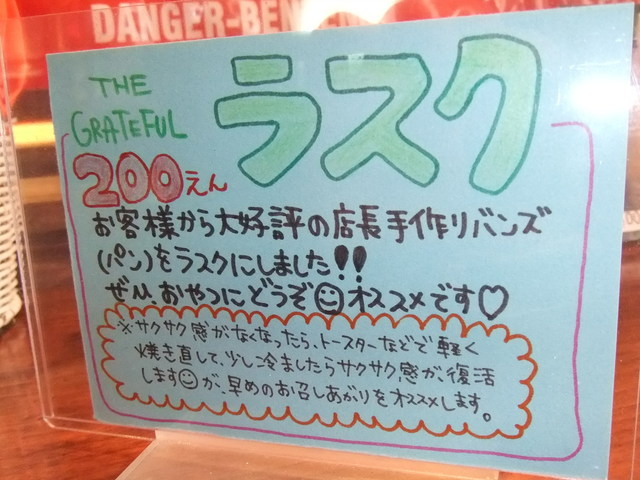 DANGER-BEN
THE
GRATEFUL
ラスク
200えん
お客様から大好評の店長手作りバンズ
(パン)をラスクにしました!!
ぜひ、おやつにどうぞ☺オススメです♡
※サクサク感がなくなったら、トースターなどで軽く
焼き直して、少し冷ましたらサクサク感が、復活
します☺が、早めのお召しあがりをオススメします。